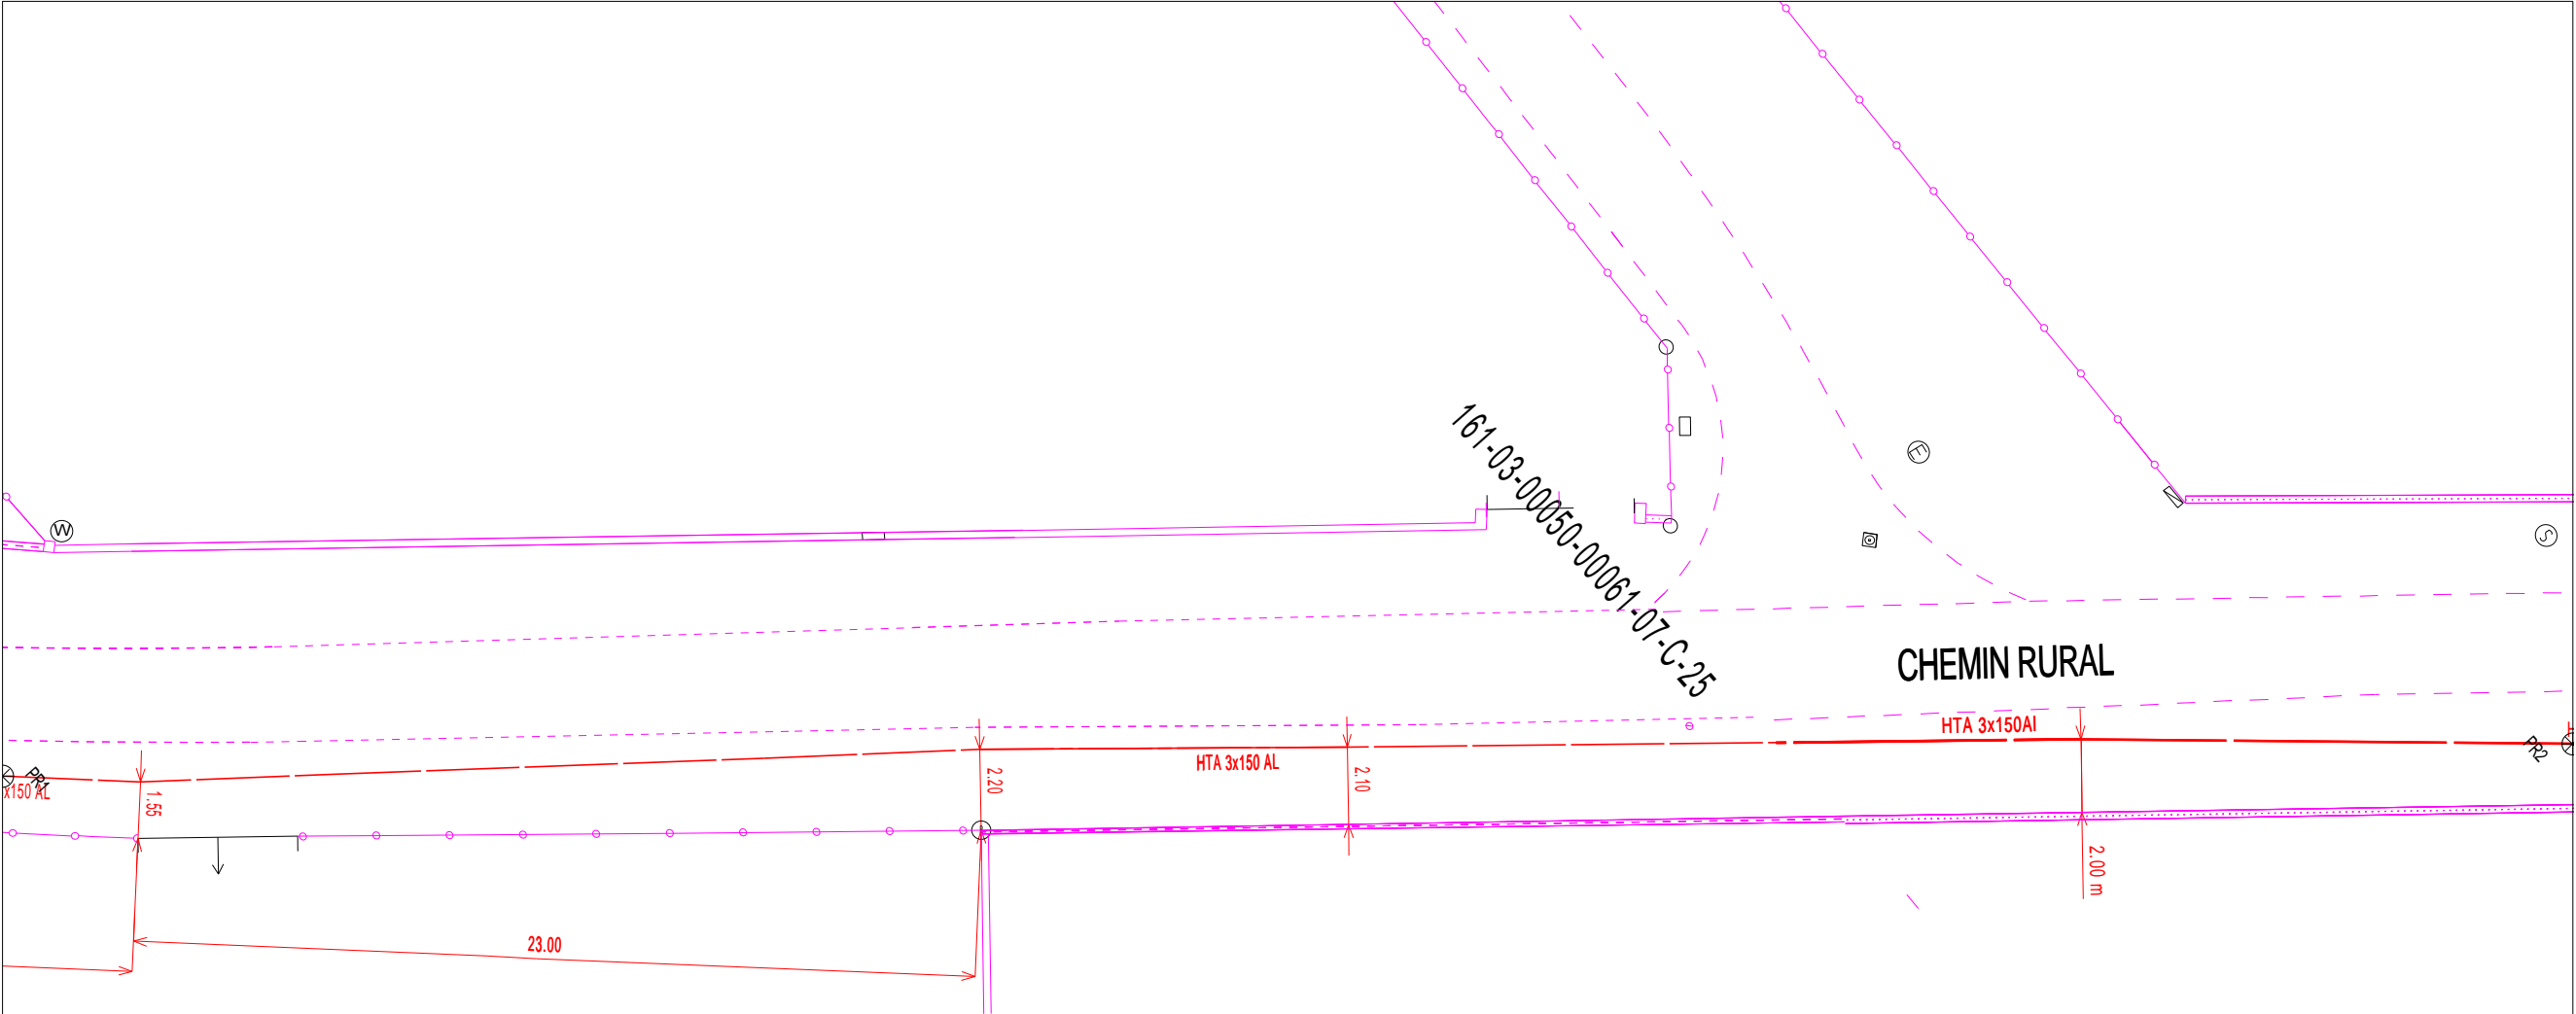 W
E
S
161-03-00050-00061-07-C-25
CHEMIN RURAL
HTA 3x150Al
PR1
x150 AL
1.55
2.20
HTA 3x150 AL
2.10
PR2
H
2.00 m
23.00